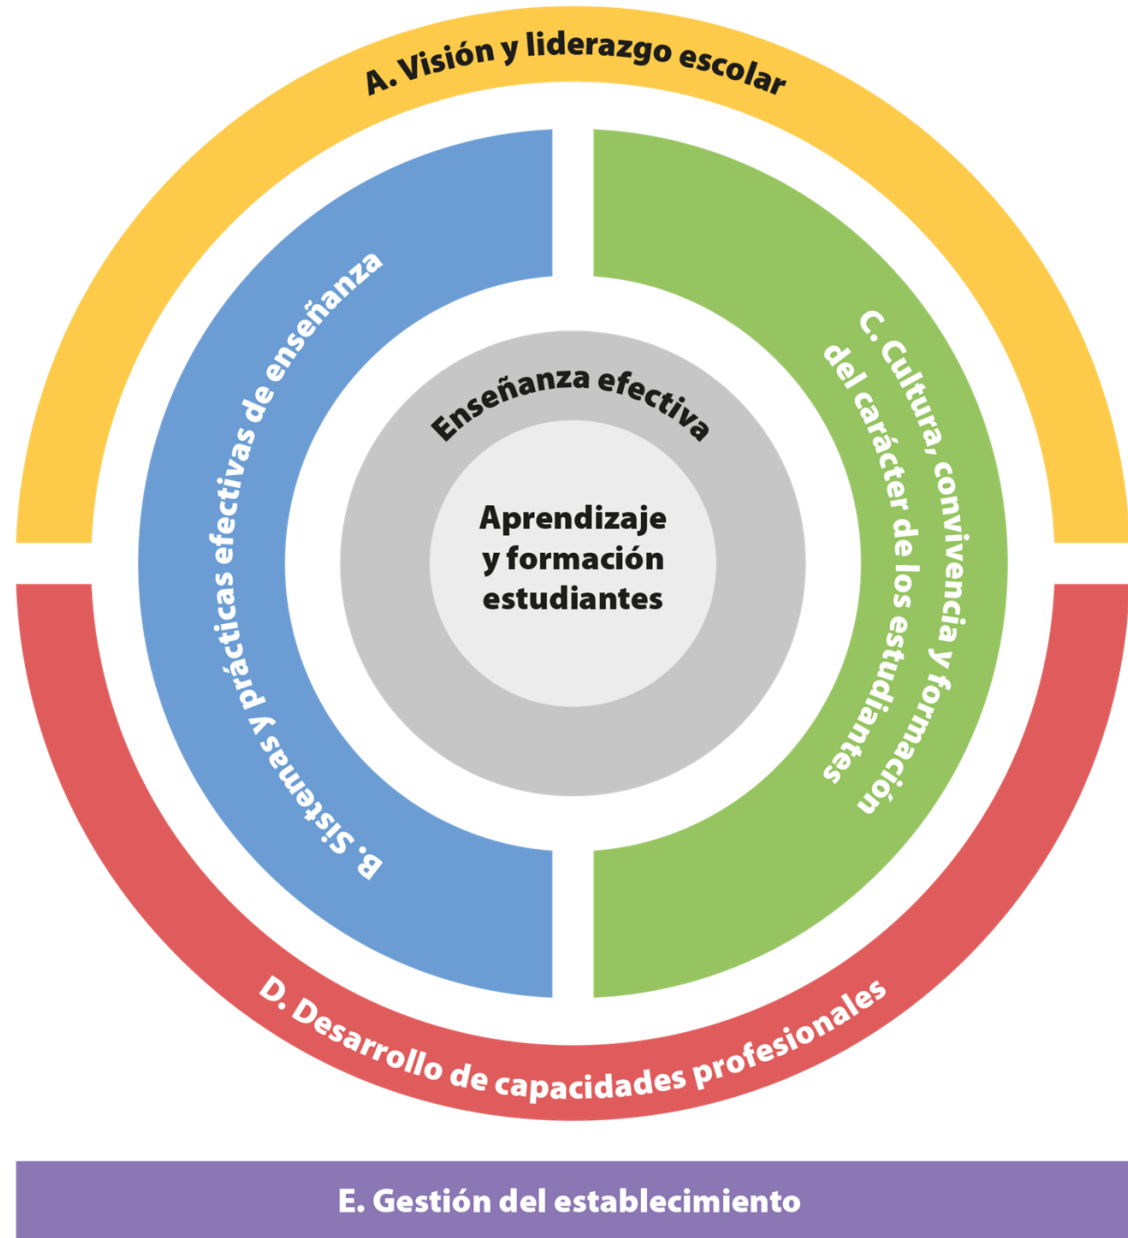 A. Visión y liderazgo escolar
B. Sistemas y prácticas efectivas de enseñanza
C. Cultura, convivencia y formación
del carácter de los estudiantes
Enseñanza efectiva
Aprendizaje
y formación
estudiantes
D. Desarrollo de capacidades profesionales
E. Gestión del establecimiento